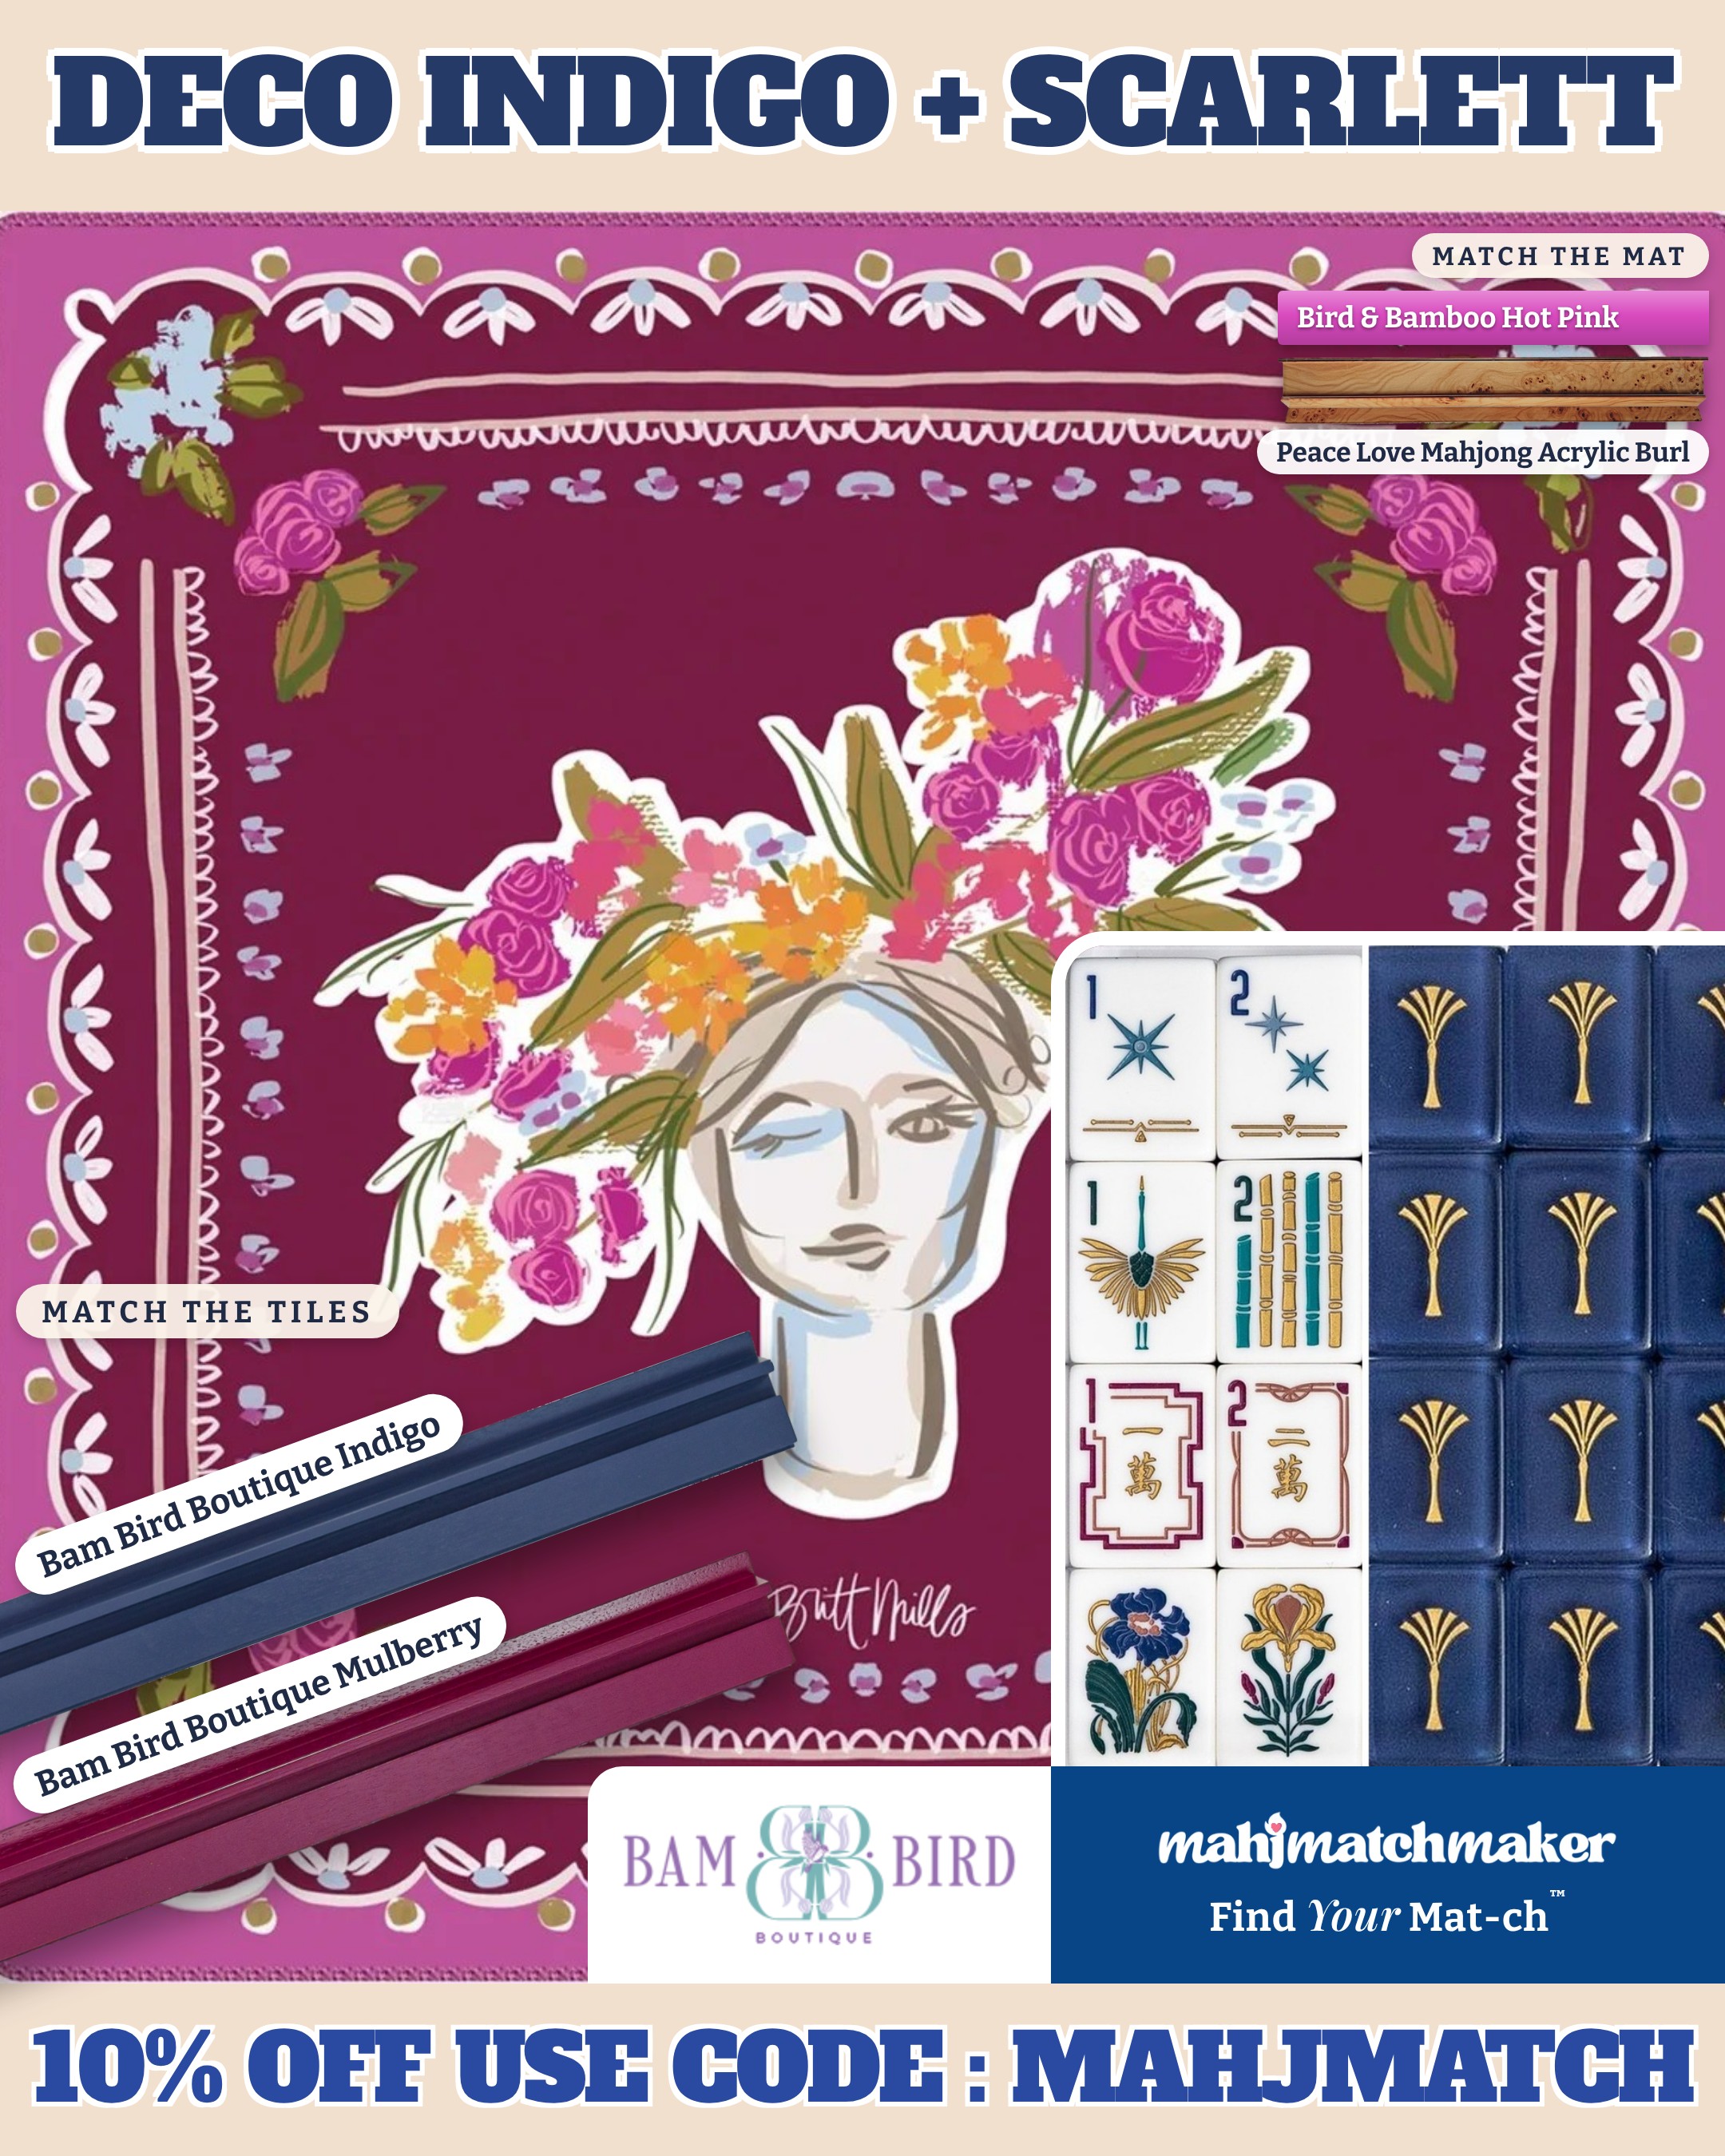 DECO INDIGO + SCARLETT
MATCH THE MAT
Bird & Bamboo Hot Pink
Peace Love Mahjong Acrylic Burl
1 2
1 2
MATCH THE TILES
1 2
一 二
萬 萬
Bam Bird Boutique Indigo
Bam Bird Boutique Mulberry
Britt Mills
BAM BIRD
BOUTIQUE
mahjmatchmaker
Find Your Mat-ch™
10% OFF USE CODE : MAHJMATCH